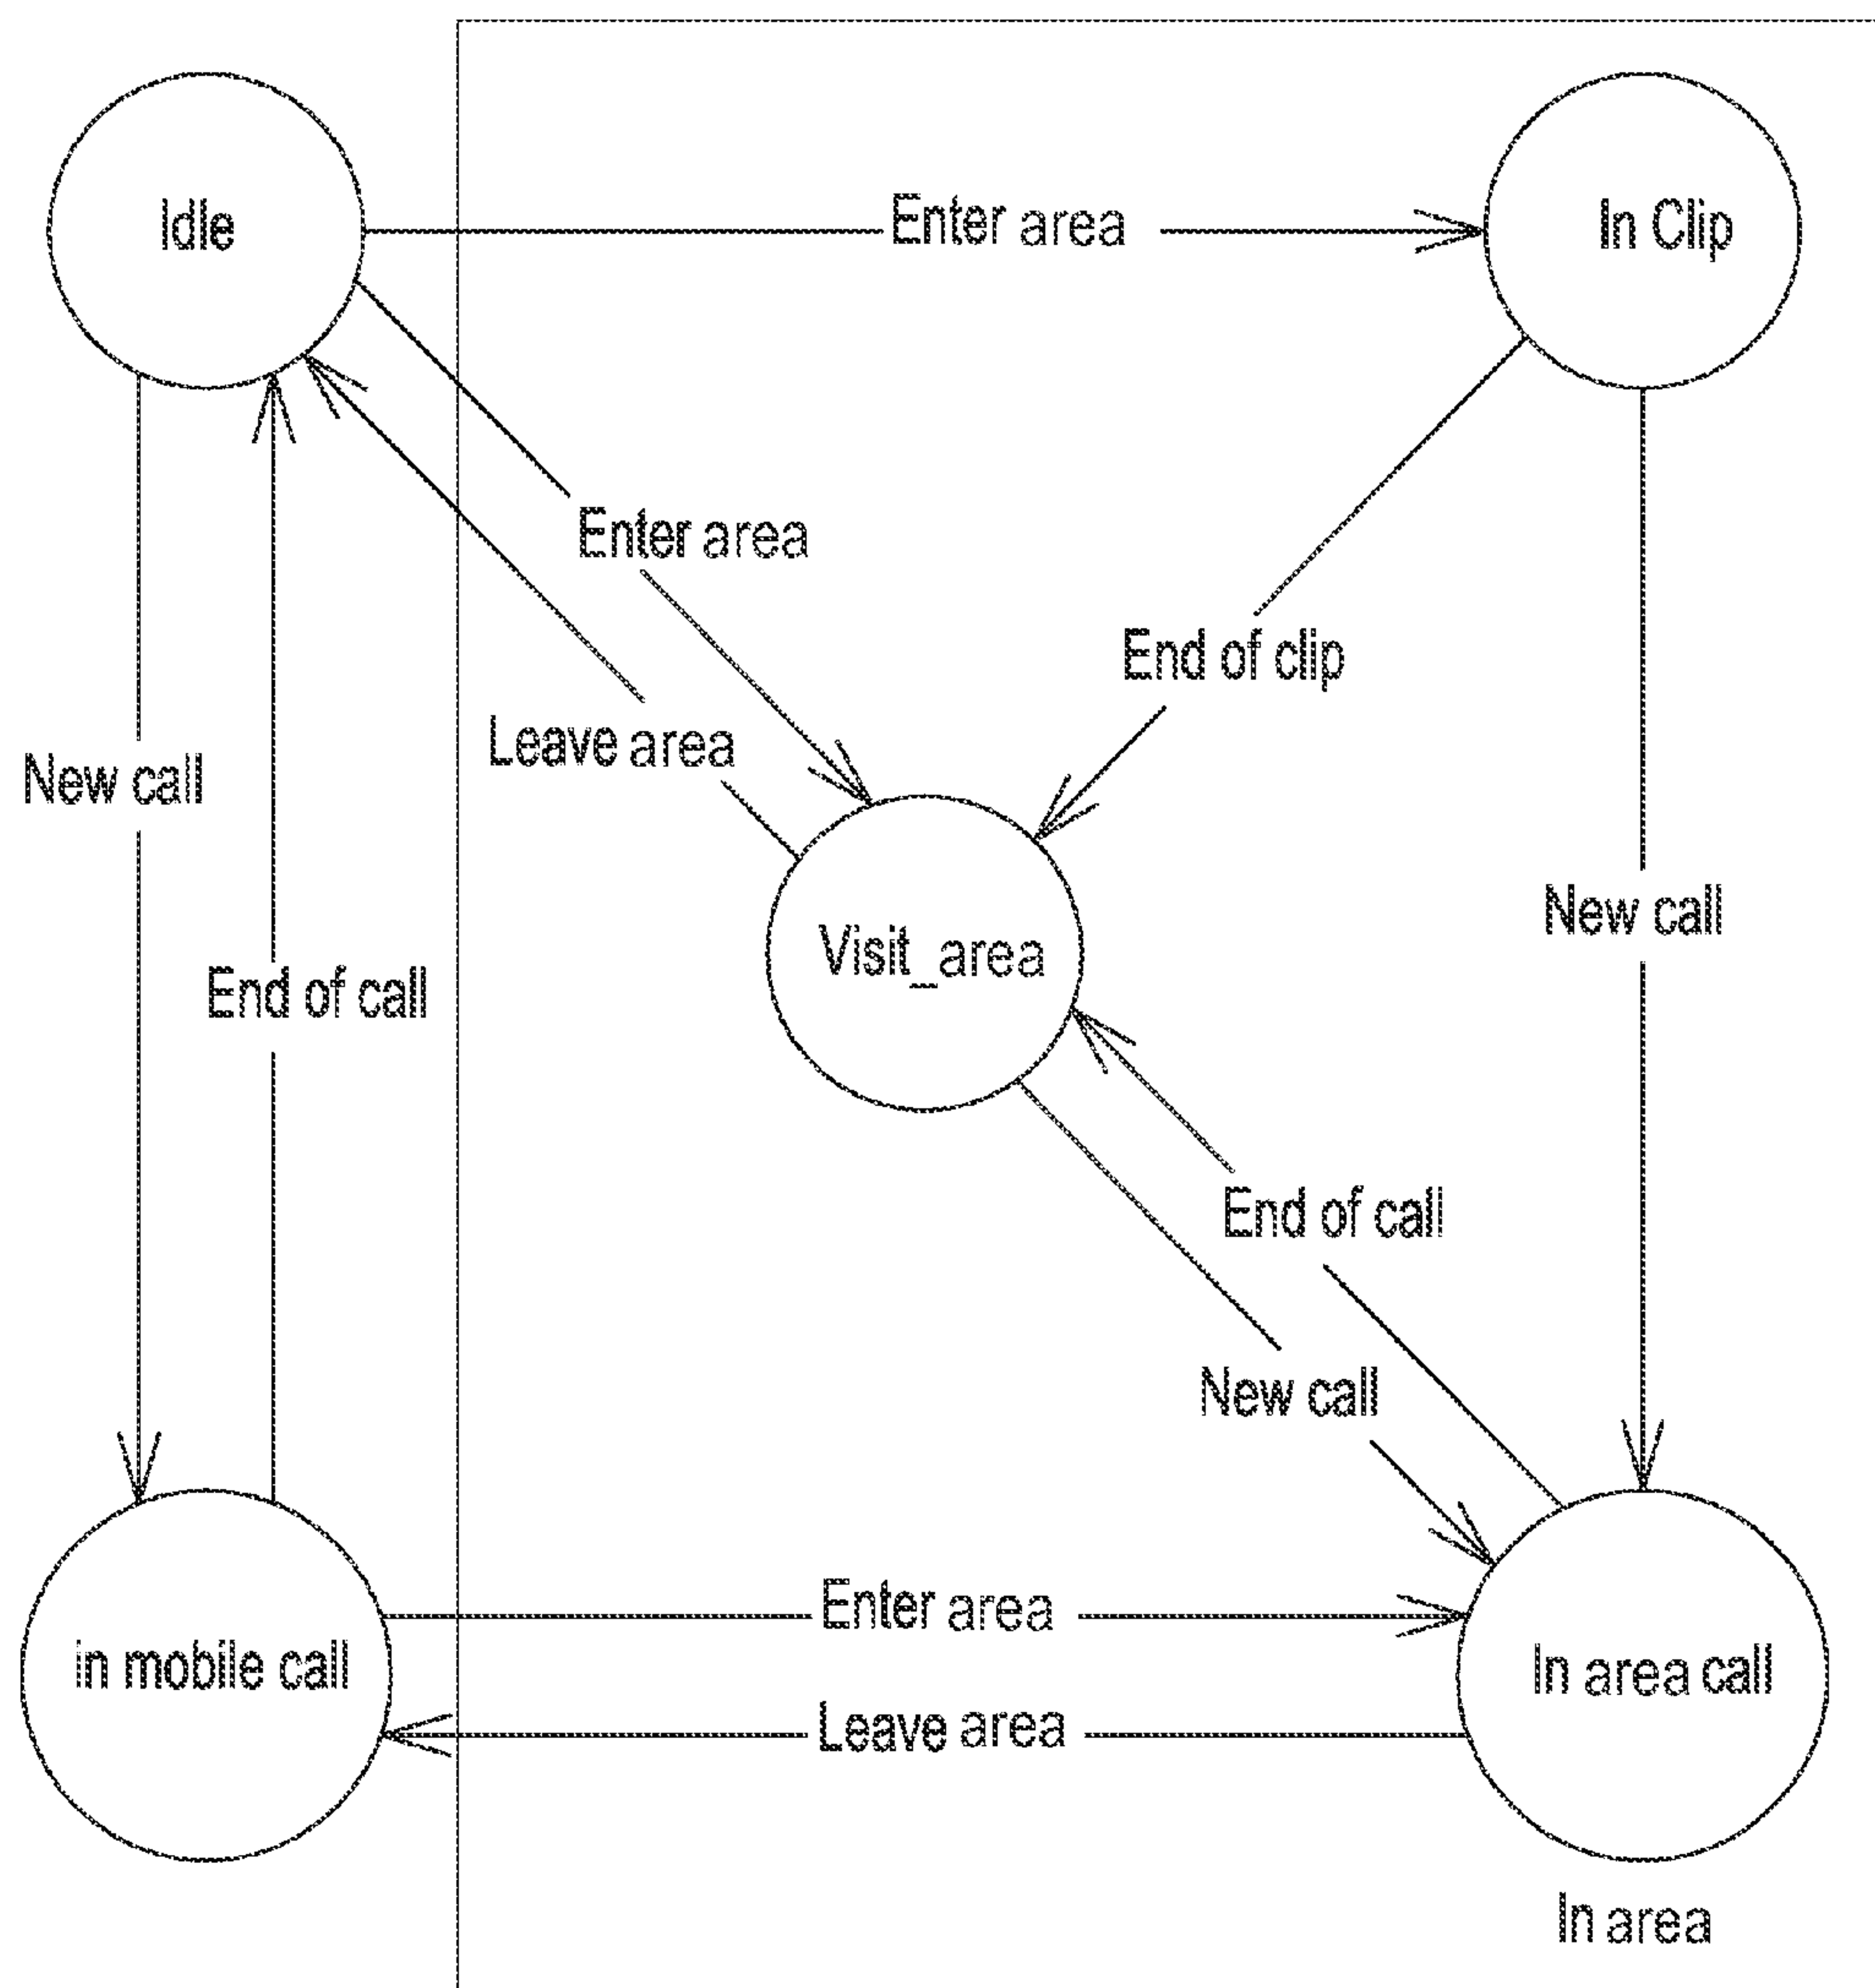 Idle
Enter area
In Clip
Enter area
End of clip
Leave area
New call
New call
Visit_area
End of call
End of call
New call
Enter area
in mobile call
In area call
Leave area
In area